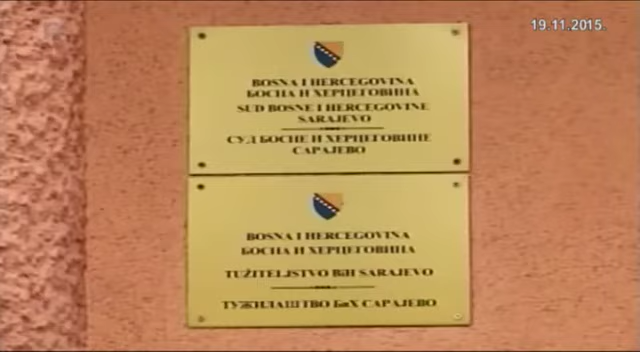 19.11.2015.
BOSNA I HERCEGOVINA
БОСНА И ХЕРЦЕГОВИНА
SUD BOSNE I HERCEGOVINE
SARAJEVO
СУД БОСНЕ И ХЕРЦЕГОВИНЕ
САРАЈЕВО
BOSNA I HERCEGOVINA
БОСНА И ХЕРЦЕГОВИНА
TUŽITELJSTVO BiH SARAJEVO
ТУЖИЛАШТВО БиХ САРАЈЕВО